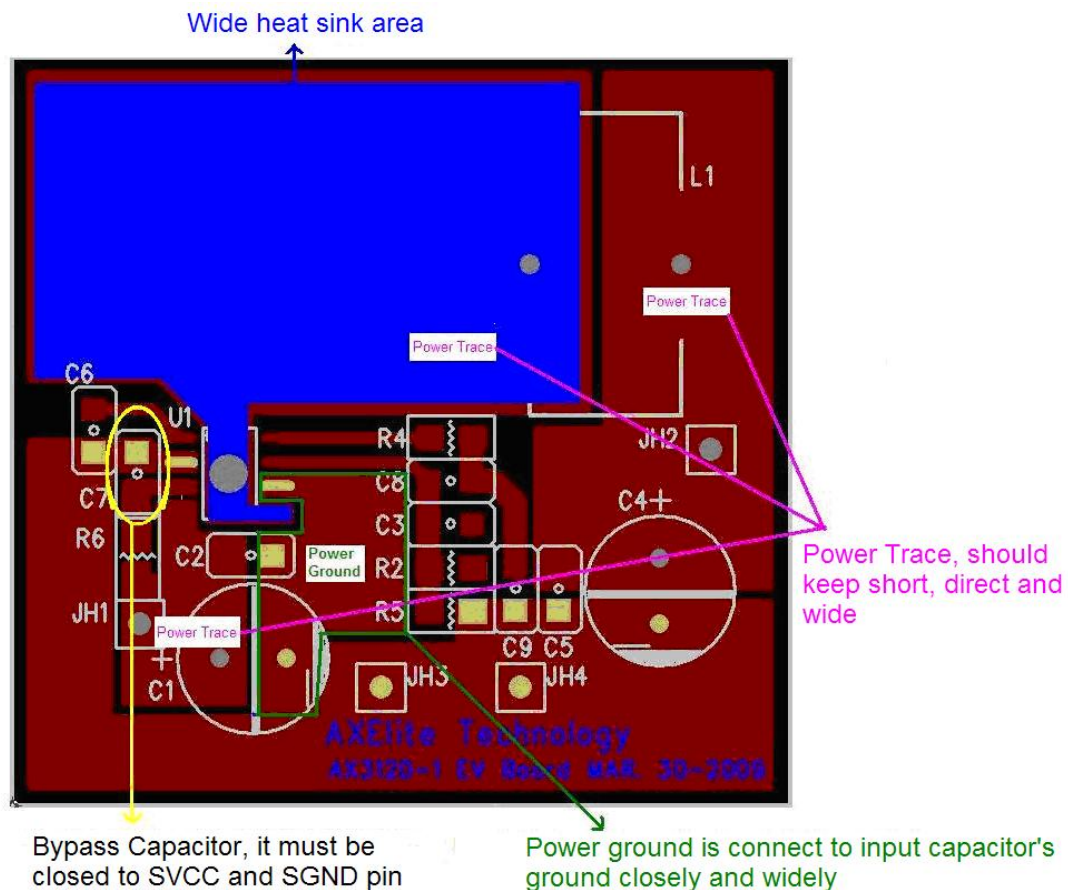 Wide heat sink area
L1
Power Trace
Power Trace
C6
U1
R4
JH2
C8
C7
C4+
C3
R6
C2
Power
Ground
R2
Power Trace, should
keep short, direct and
wide
JH1
R5
Power Trace
+
C9
C5
C1
JH3
JH4
AXElite Technology
EV Board MAR. 30-2009
Bypass Capacitor, it must be
closed to SVCC and SGND pin
Power ground is connect to input capacitor's
ground closely and widely